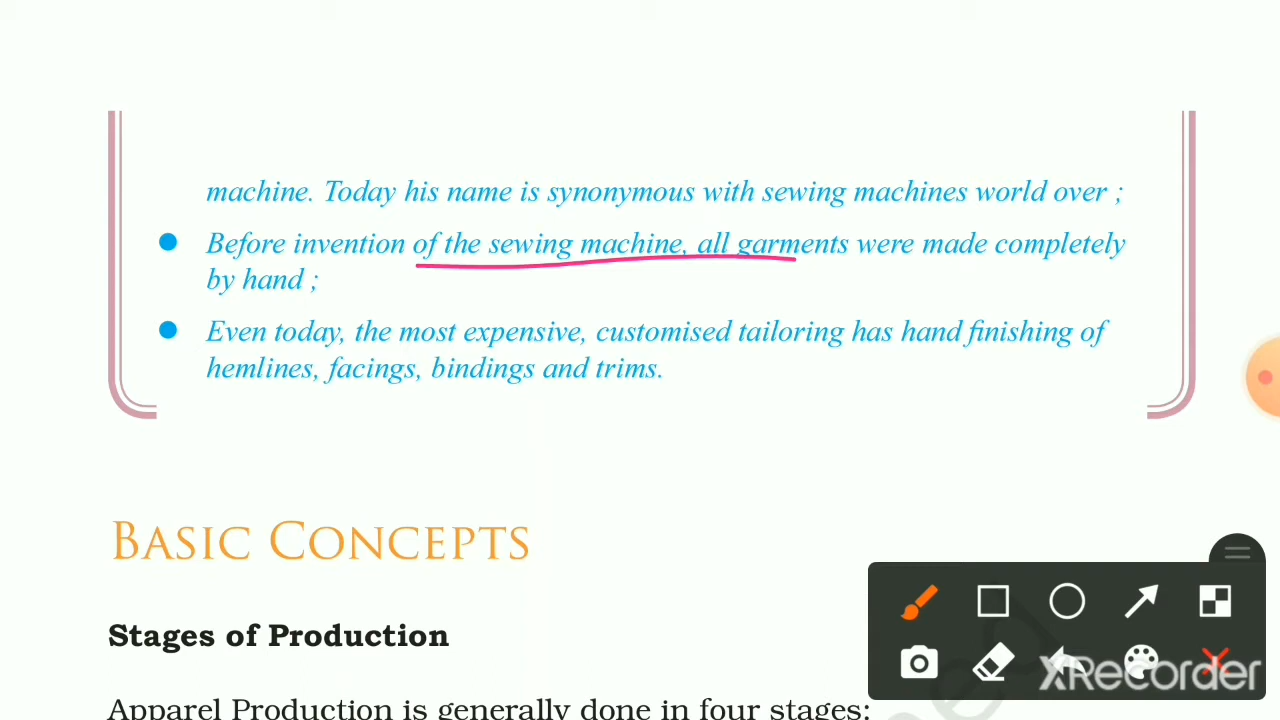 machine. Today his name is synonymous with sewing machines world over ;
● Before invention of the sewing machine, all garments were made completely
by hand ;
● Even today, the most expensive, customised tailoring has hand finishing of
hemlines, facings, bindings and trims.
BASIC CONCEPTS
Stages of Production
Apparel Production is generally done in four stages:
XRecorder